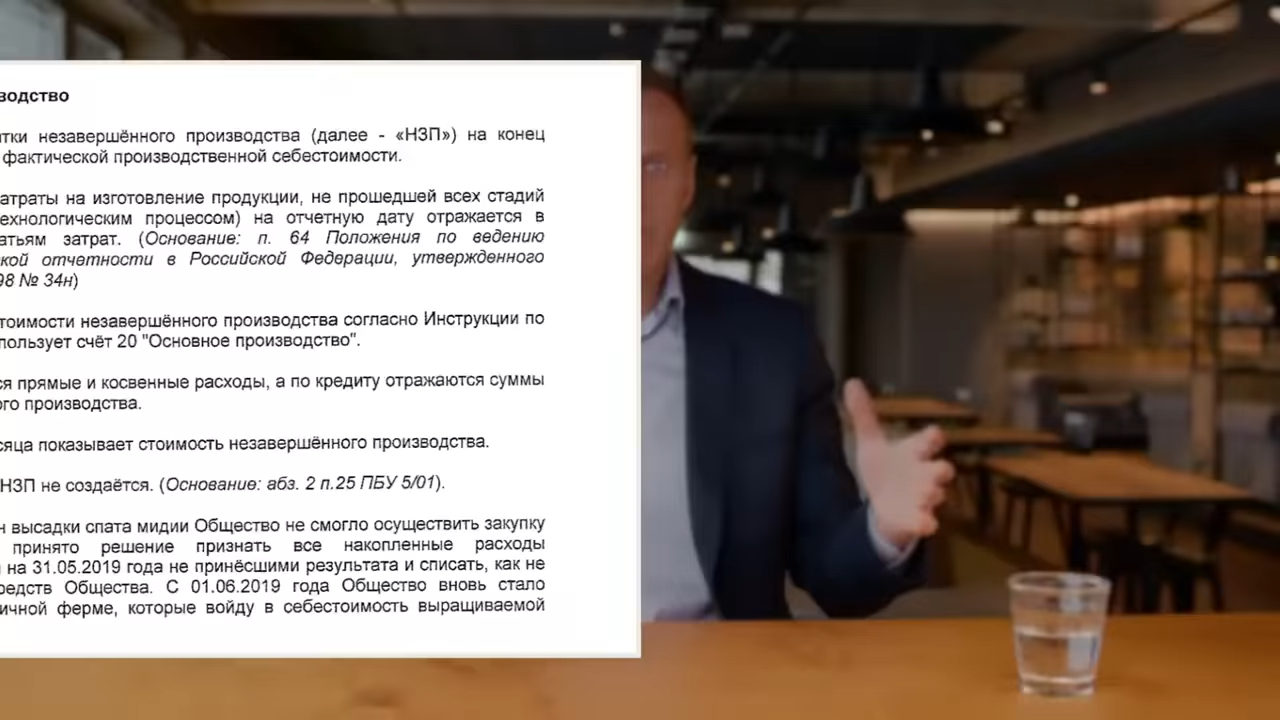 водство
тки незавершённого производства (далее - «НЗП») на конец
фактической производственной себестоимости.
атраты на изготовление продукции, не прошедшей всех стадий
ехнологическим процессом) на отчетную дату отражается в
атьям затрат. (Основание: п. 64 Положения по ведению
кой отчетности в Российской Федерации, утвержденного
98 № 34н)
тоимости незавершённого производства согласно Инструкции по
пользует счёт 20 "Основное производство".
ся прямые и косвенные расходы, а по кредиту отражаются суммы
ого производства.
сяца показывает стоимость незавершённого производства.
НЗП не создаётся. (Основание: абз. 2 п.25 ПБУ 5/01).
н высадки спата мидии Общество не смогло осуществить закупку
принято решение признать все накопленные расходы
на 31.05.2019 года не принёсшими результата и списать, как не
редств Общества. С 01.06.2019 года Общество вновь стало
ичной ферме, которые войду в себестоимость выращиваемой